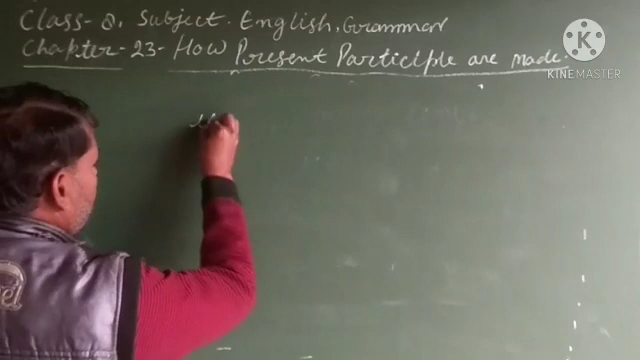 Class-8. Subject. English, Grammar
Chapter-23-How Present Participle are made.
KINEMASTER